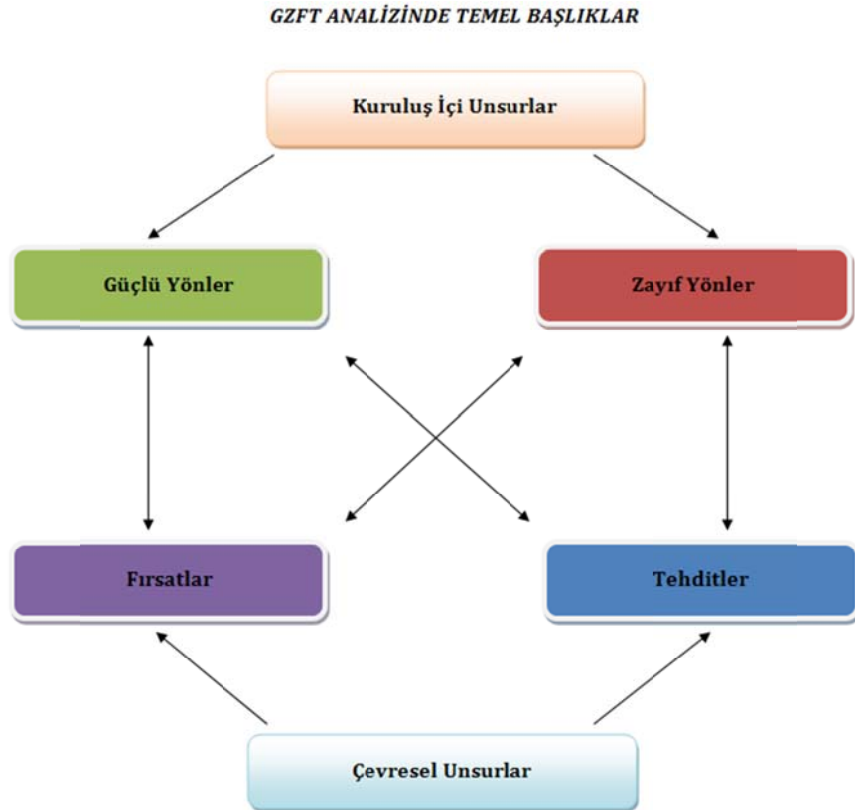 GZFT ANALİZİNDE TEMEL BAŞLIKLAR
Kuruluş İçi Unsurlar
Güçlü Yönler
Zayıf Yönler
Fırsatlar
Tehditler
Çevresel Unsurlar